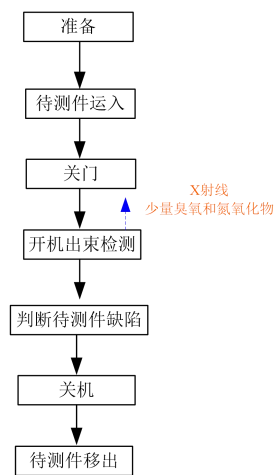 准备
待测件运入
关门
X射线
少量臭氧和氮氧化物
开机出束检测
判断待测件缺陷
关机
待测件移出